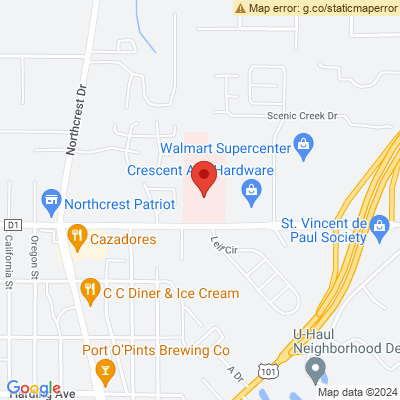 Map error: g.co/staticmaperror
Northcrest Dr
Scenic Creek Dr
Walmart Supercenter
Crescent A Hardware
Northcrest Patriot
D1
California St
Oregon St
Cazadores
St. Vincent de
Paul Society
Leif Cir
C C Diner & Ice Cream
A Dr
101
Port O'Pints Brewing Co
U-Haul
Neighborhood De
Google
Harding Ave
Map data ©2024